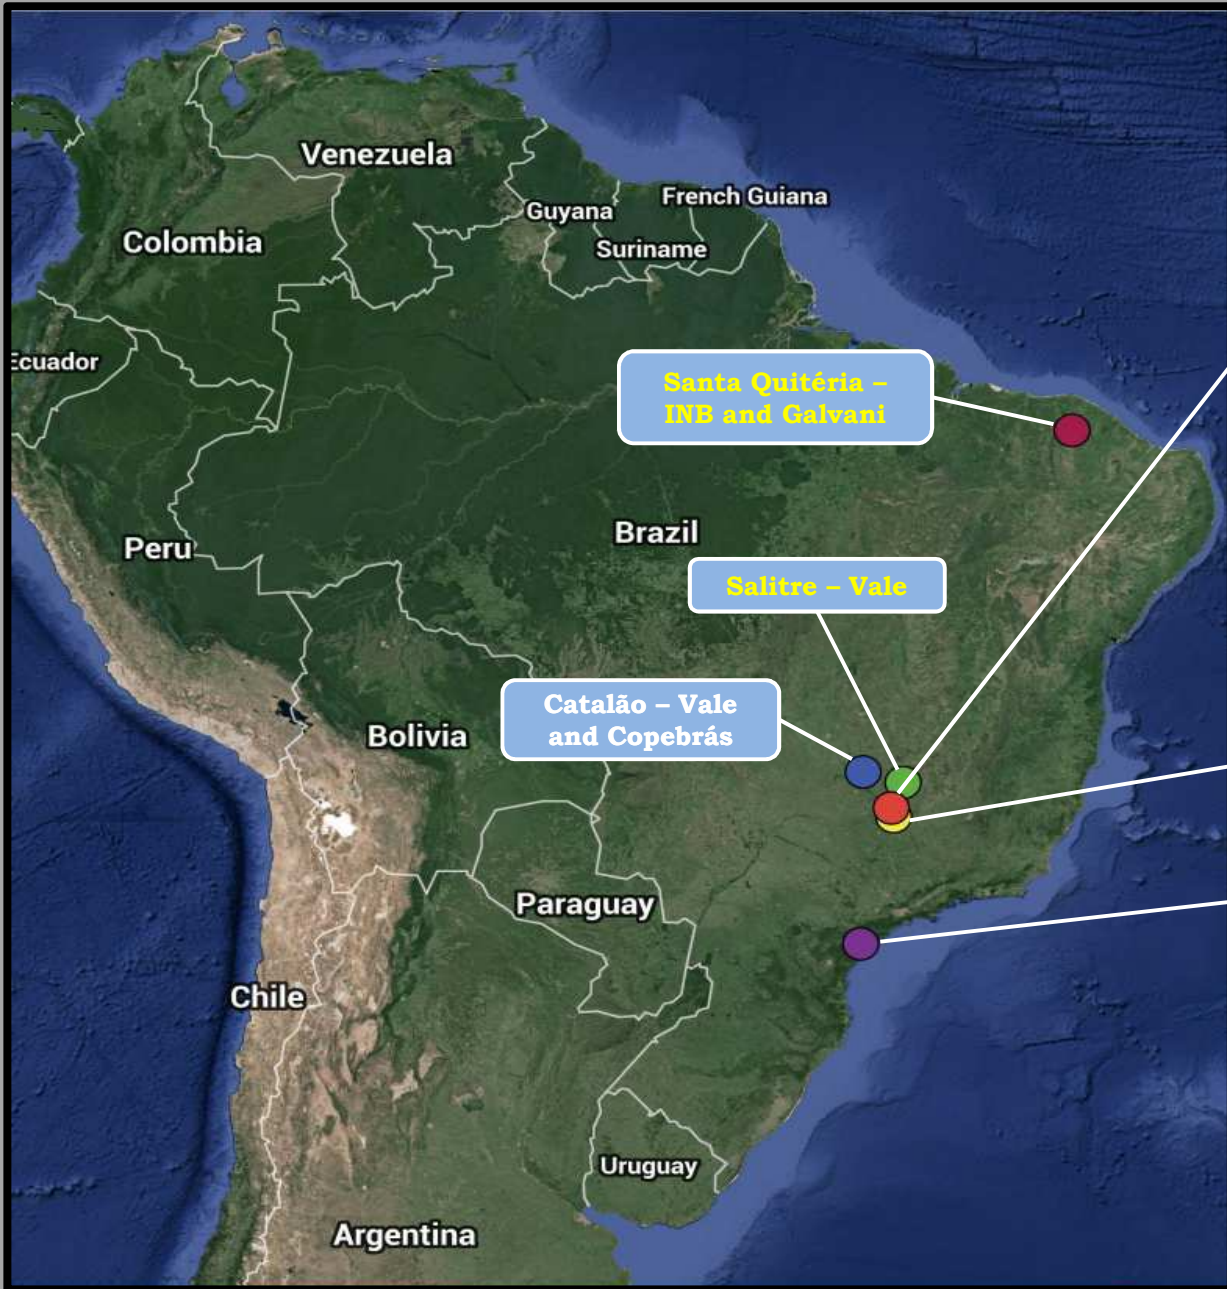 Venezuela
French Guiana
Guyana
Colombia
Suriname
Ecuador
Santa Quitéria –
INB and Galvani
Brazil
Peru
Salitre – Vale
Catalão – Vale
and Copebrás
Bolivia
Paraguay
Chile
Uruguay
Argentina